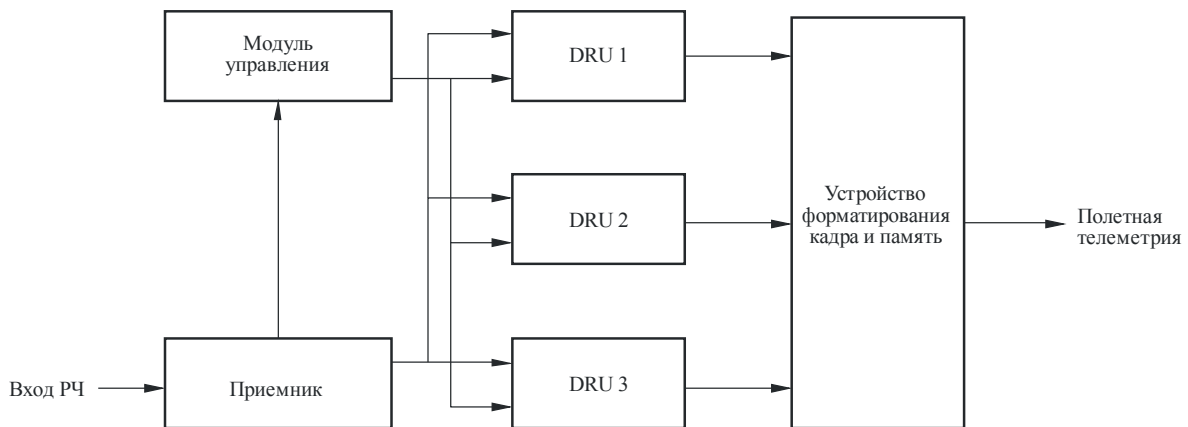 Модуль
управления
DRU 1
DRU 2
Устройство
форматирования
кадра и память
Полетная
телеметрия
Вход РЧ
Приемник
DRU 3